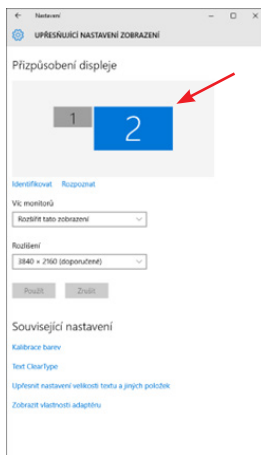 Nastavení
UPŘESŇUJÍCÍ NASTAVENÍ ZOBRAZENÍ
Přizpůsobení displeje
1
2
Identifikovat Rozpoznat
Víc monitorů
Rozšířit tato zobrazení
Rozlišení
3840 × 2160 (doporučené)
Použít Zrušit
Související nastavení
Kalibrace barev
Text ClearType
Upřesnit nastavení velikosti textu a jiných položek
Zobrazit vlastnosti adaptéru